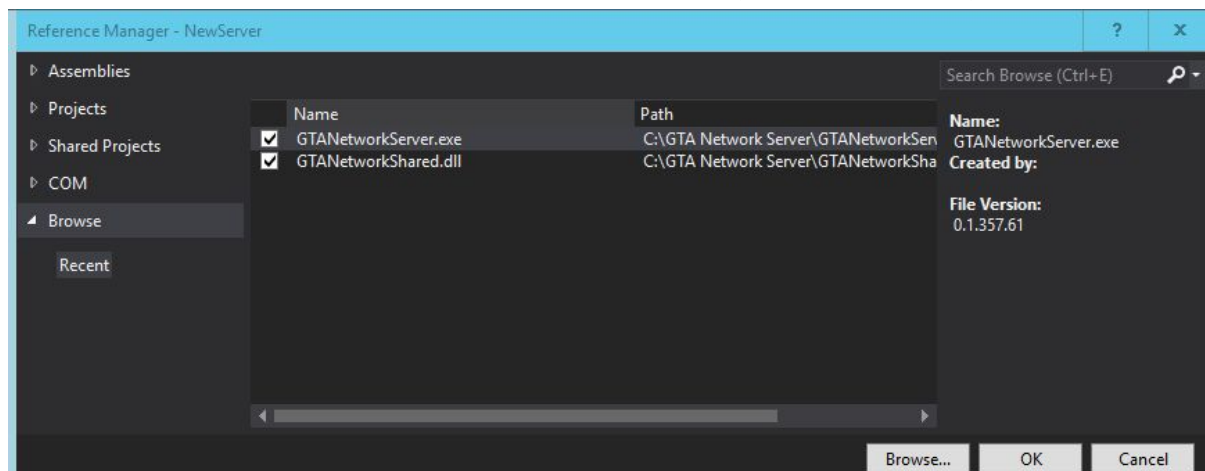 Reference Manager - NewServer
? x
Assemblies
Projects
Shared Projects
COM
Browse
Recent
Name Path
GTANetworkServer.exe C:\GTA Network Server\GTANetworkServ
GTANetworkShared.dll C:\GTA Network Server\GTANetworkSha
Search Browse (Ctrl+E)
Name:
GTANetworkServer.exe
Created by:
File Version:
0.1.357.61
Browse... OK Cancel